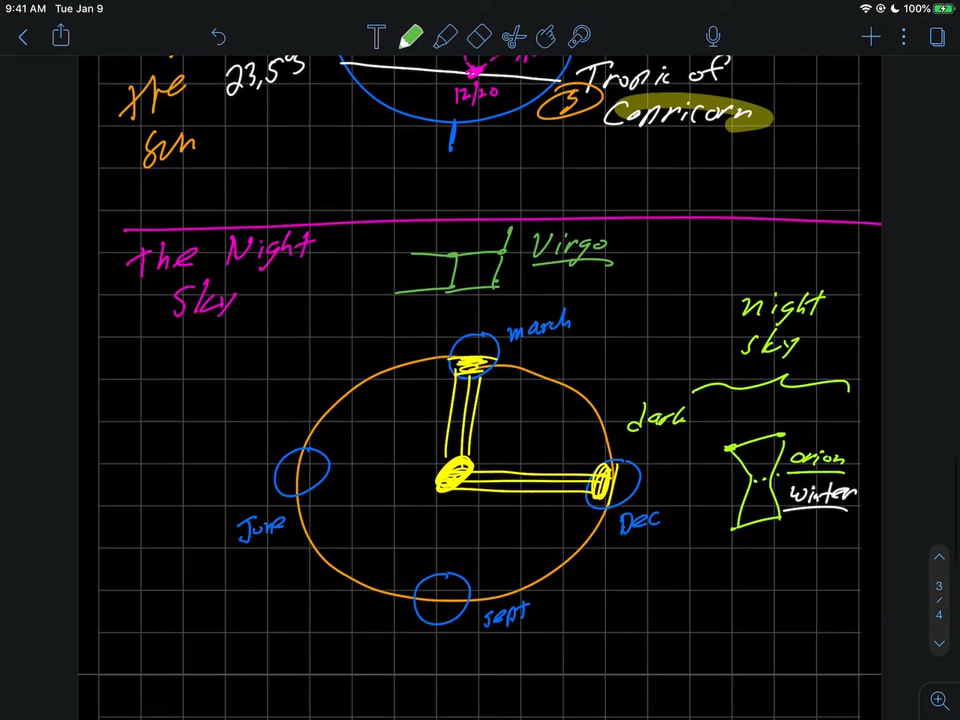 9:41 AM Tue Jan 9
100%
the
sun
23.5°S
12/20
3
Tropic of
Capricorn
the Night
Sky
Virgo
march
night
sky
dark
orion
winter
June
Dec
sept
3
/
4